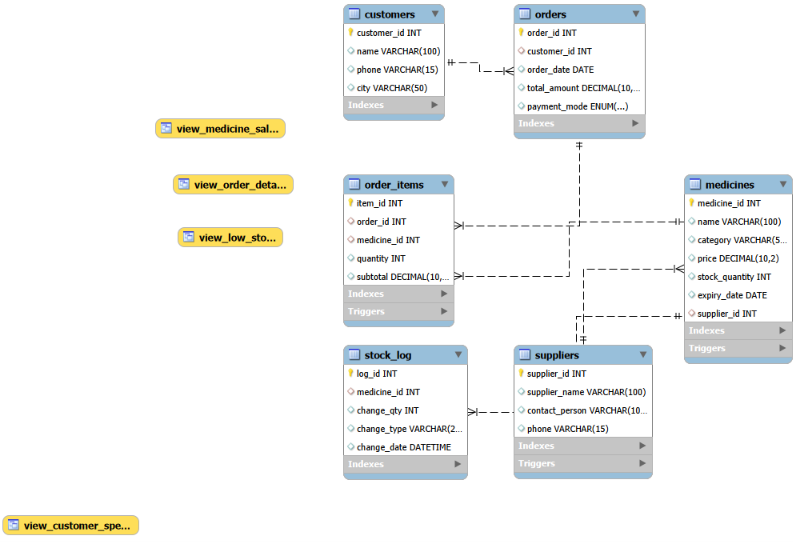 customers
customer_id INT
name VARCHAR(100)
phone VARCHAR(15)
city VARCHAR(50)
Indexes
orders
order_id INT
customer_id INT
order_date DATE
total_amount DECIMAL(10,...
payment_mode ENUM(...)
Indexes
view_medicine_sal...
view_order_deta...
view_low_sto...
order_items
item_id INT
order_id INT
medicine_id INT
quantity INT
subtotal DECIMAL(10,...
Indexes
Triggers
medicines
medicine_id INT
name VARCHAR(100)
category VARCHAR(5...
price DECIMAL(10,2)
stock_quantity INT
expiry_date DATE
supplier_id INT
Indexes
Triggers
stock_log
log_id INT
medicine_id INT
change_qty INT
change_type VARCHAR(2...
change_date DATETIME
Indexes
suppliers
supplier_id INT
supplier_name VARCHAR(100)
contact_person VARCHAR(10...
phone VARCHAR(15)
Indexes
Triggers
view_customer_spe...